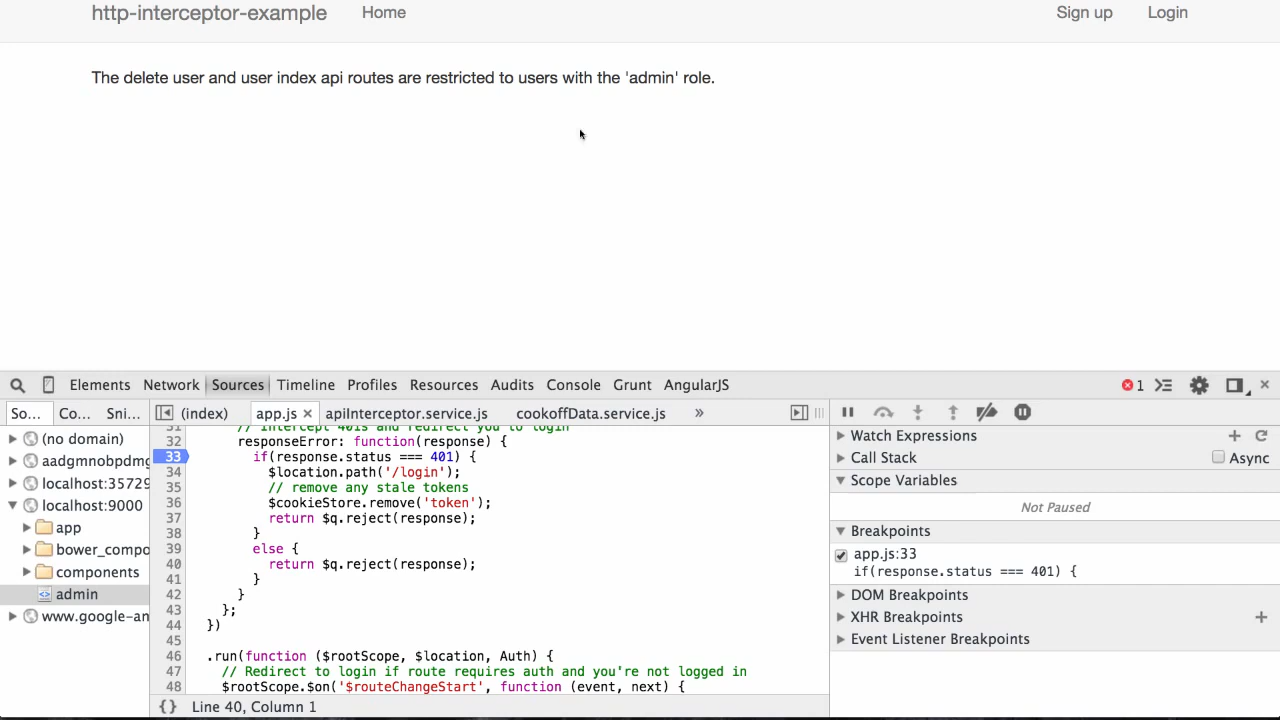 http-interceptor-example Home Sign up Login
The delete user and user index api routes are restricted to users with the 'admin' role.
Elements Network Sources Timeline Profiles Resources Audits Console Grunt AngularJS 1
So... Co... Sni... (index) app.js × apiInterceptor.service.js cookoffData.service.js »
(no domain)
aadgmnobpdmg
localhost:35729
localhost:9000
app
bower_compo
components
admin
www.google-an
31 // Intercept 401s and redirect you to login
32 responseError: function(response) {
33 if(response.status === 401) {
34 $location.path('/login');
35 // remove any stale tokens
36 $cookieStore.remove('token');
37 return $q.reject(response);
38 }
39 else {
40 return $q.reject(response);
41 }
42 }
43 };
44 })
45
46 .run(function ($rootScope, $location, Auth) {
47 // Redirect to login if route requires auth and you're not logged in
48 $rootScope.$on('$routeChangeStart', function (event, next) {
{} Line 40, Column 1
Watch Expressions
Call Stack Async
Scope Variables
Not Paused
Breakpoints
app.js:33
if(response.status === 401) {
DOM Breakpoints
XHR Breakpoints
Event Listener Breakpoints